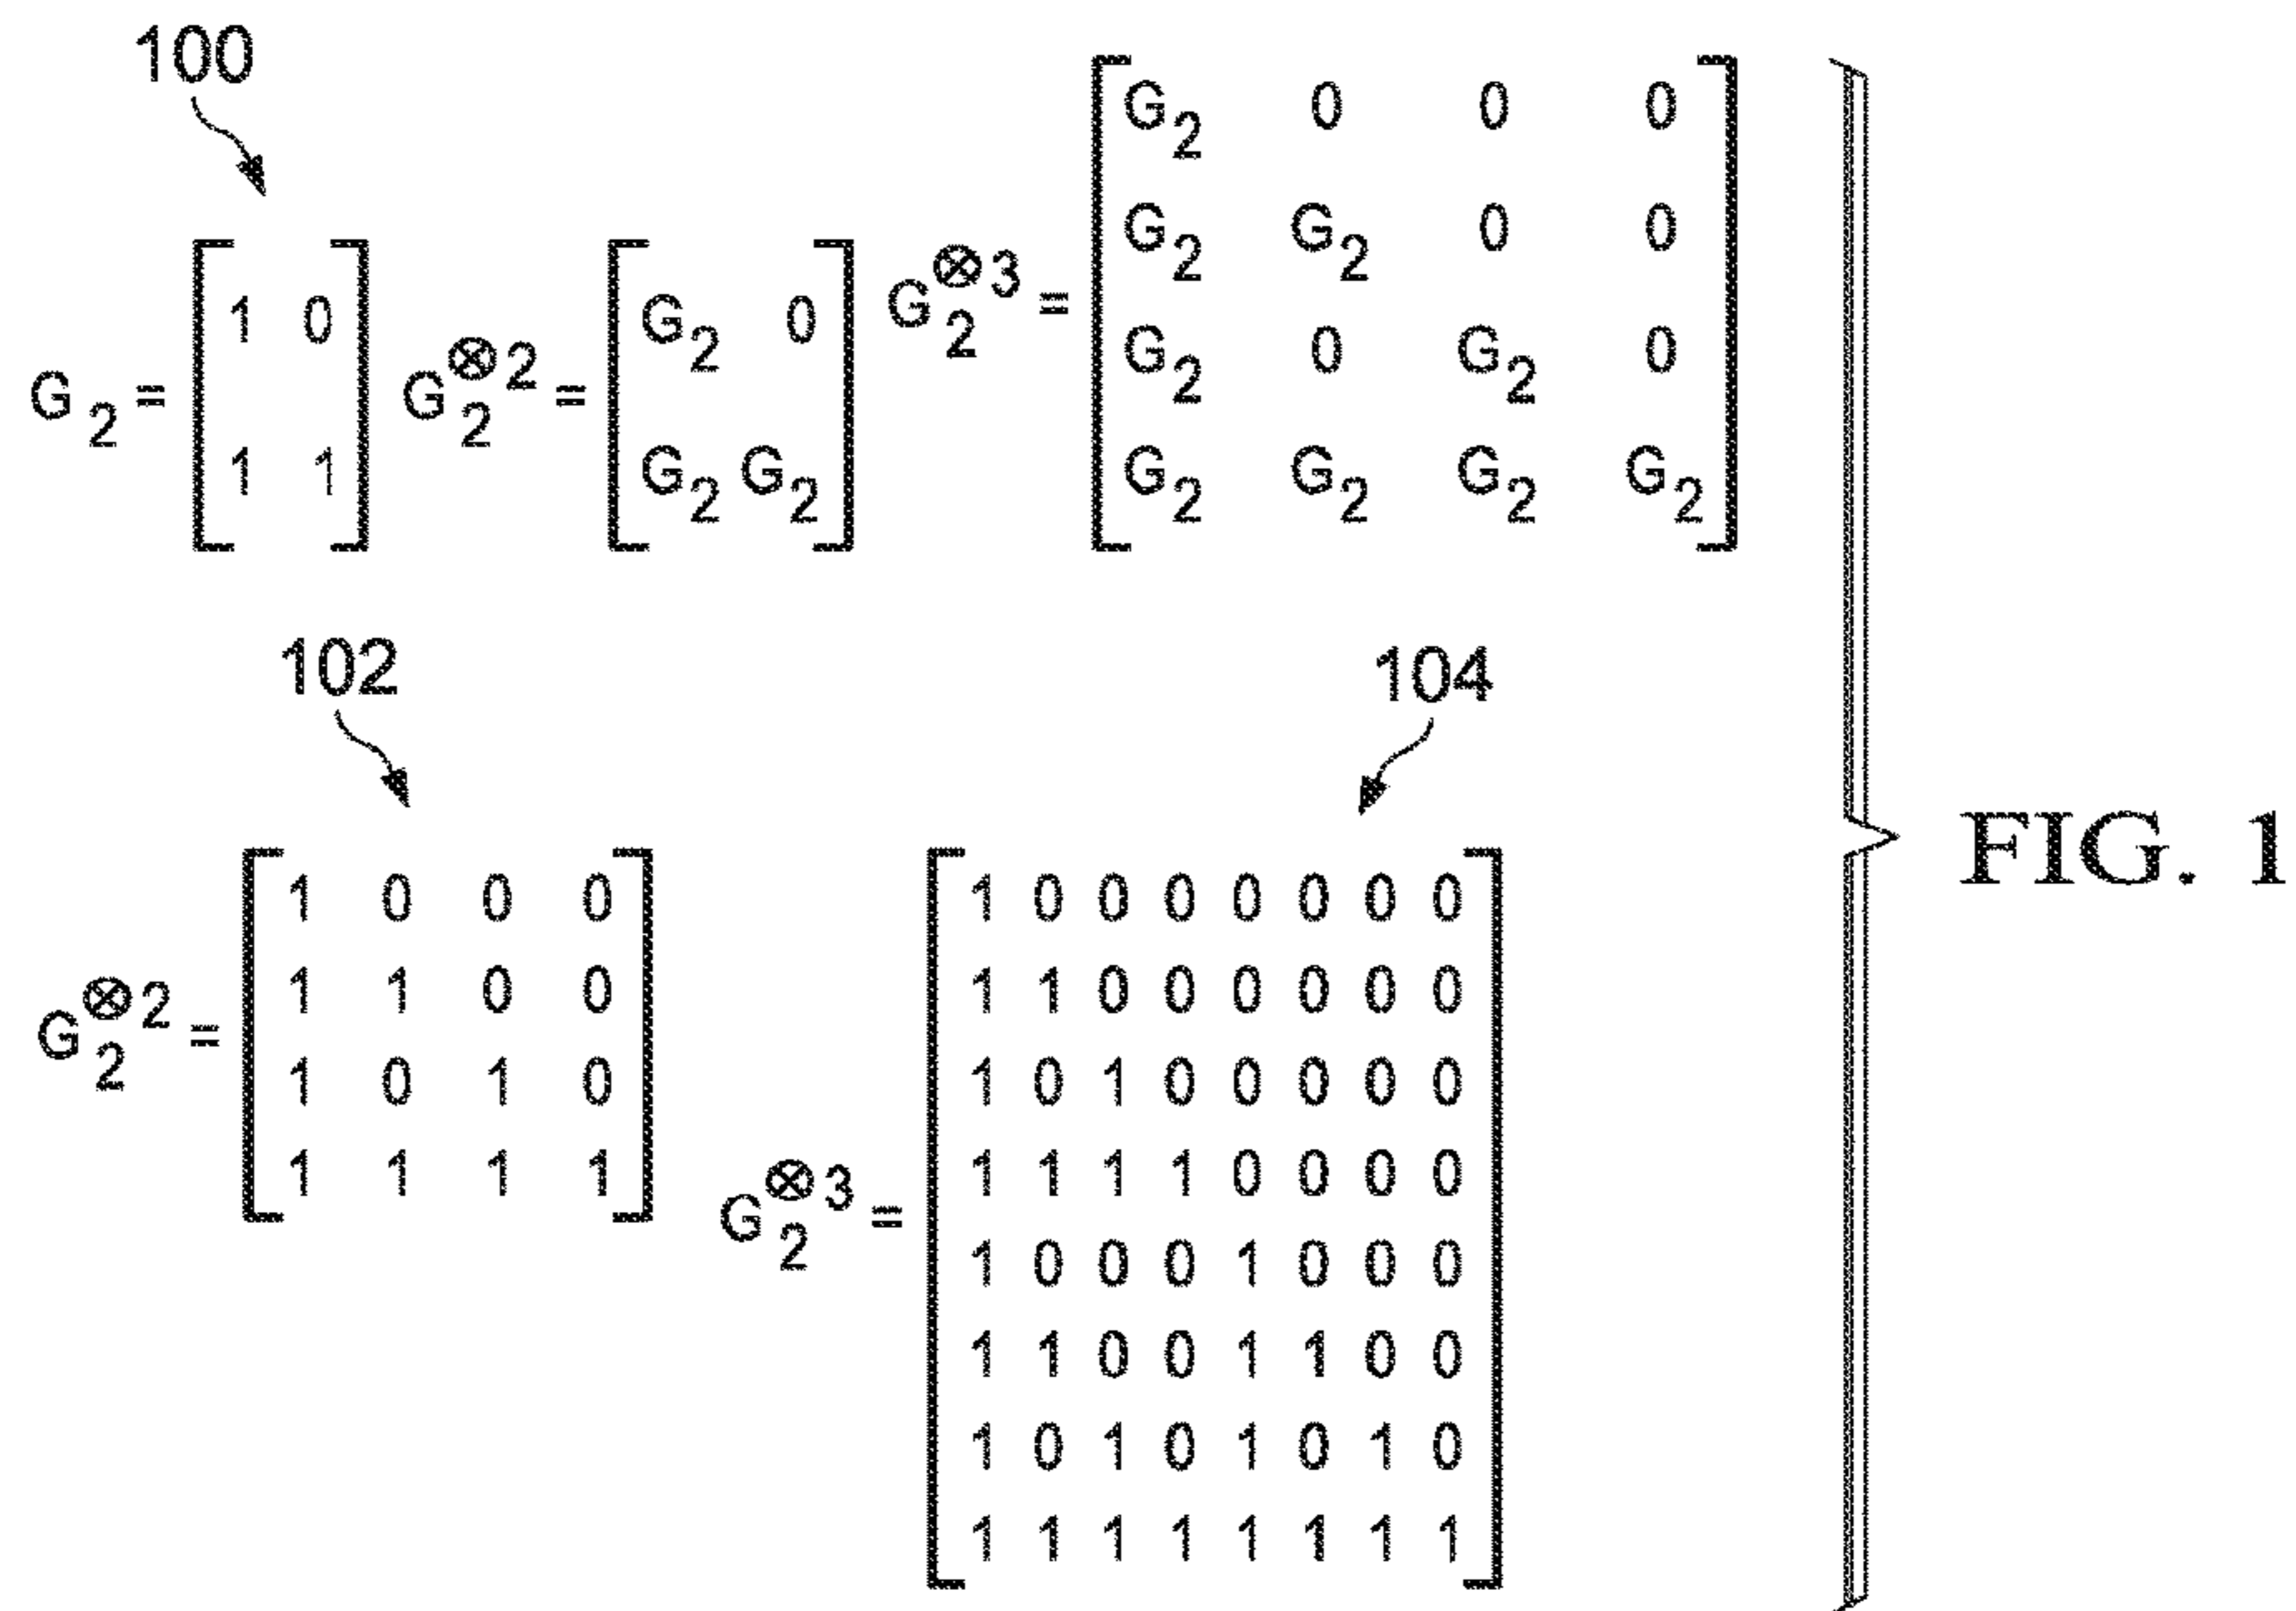 100
G₂ = [1 0
1 1]
G₂^⊗2 = [G₂ 0
G₂ G₂]
G₂^⊗3 = [G₂ 0 0 0
G₂ G₂ 0 0
G₂ 0 G₂ 0
G₂ G₂ G₂ G₂]
102
G₂^⊗2 = [1 0 0 0
1 1 0 0
1 0 1 0
1 1 1 1]
104
G₂^⊗3 = [1 0 0 0 0 0 0 0
1 1 0 0 0 0 0 0
1 0 1 0 0 0 0 0
1 1 1 1 0 0 0 0
1 0 0 0 1 0 0 0
1 1 0 0 1 1 0 0
1 0 1 0 1 0 1 0
1 1 1 1 1 1 1 1]
FIG. 1